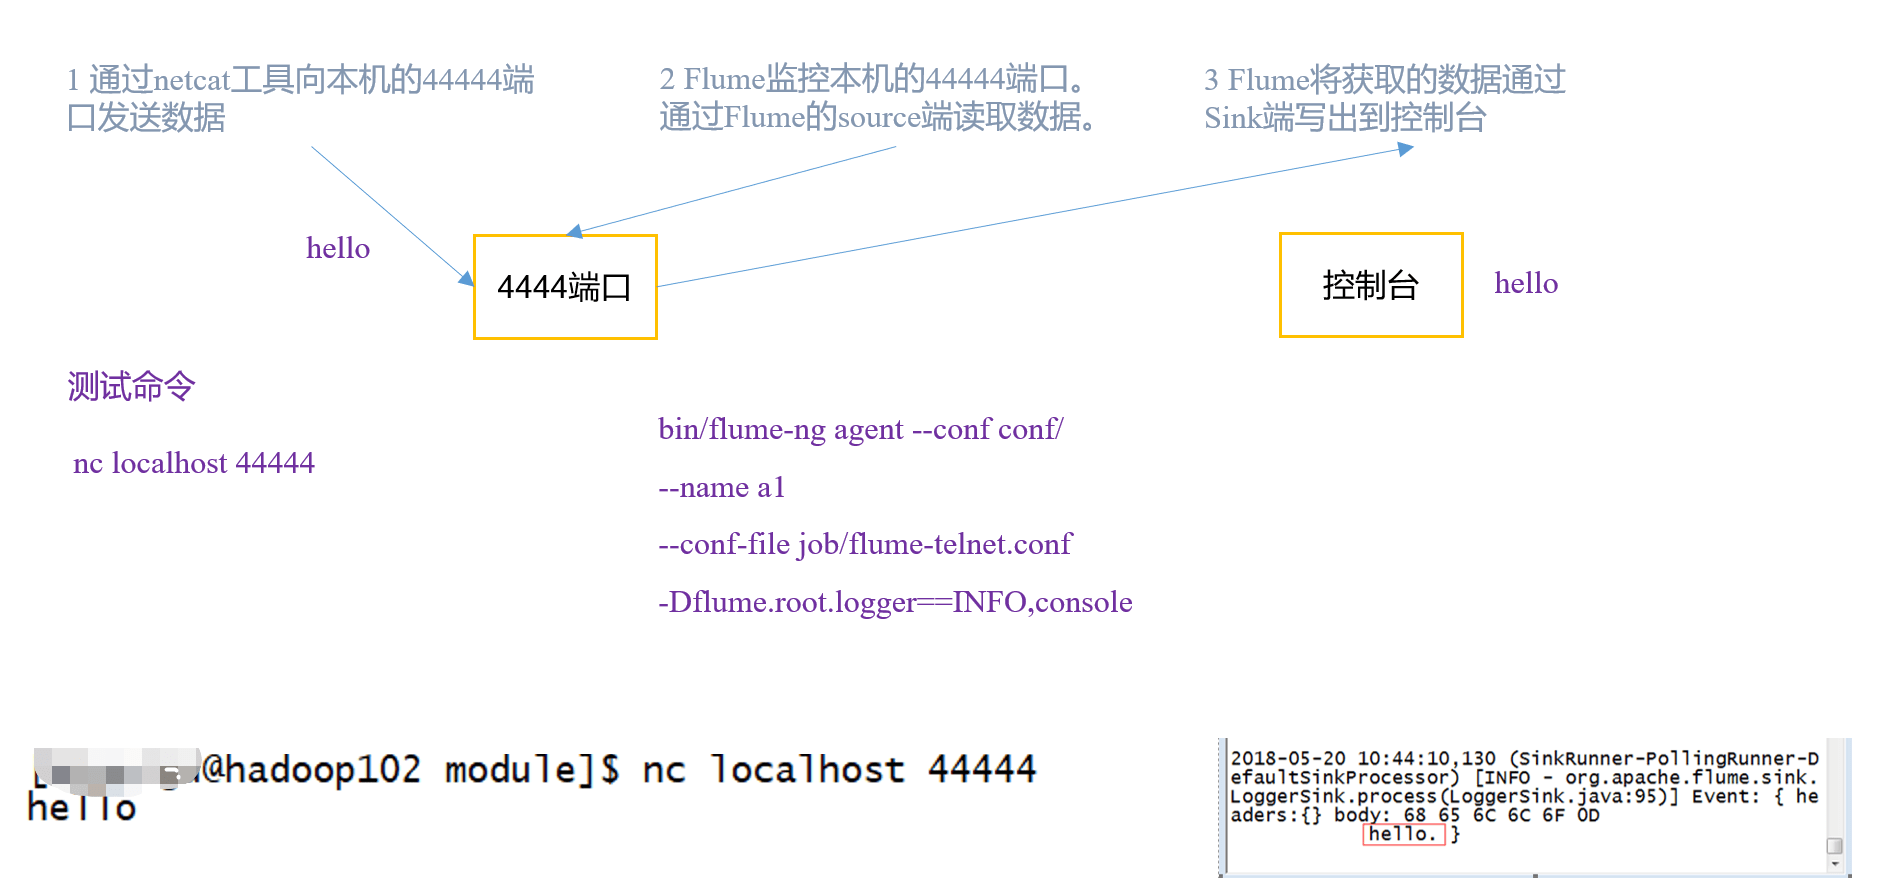 1 通过netcat工具向本机的44444端
口发送数据
2 Flume监控本机的44444端口。
通过Flume的source端读取数据。
3 Flume将获取的数据通过
Sink端写出到控制台
hello
4444端口
控制台
hello
测试命令
nc localhost 44444
bin/flume-ng agent --conf conf/
--name a1
--conf-file job/flume-telnet.conf
-Dflume.root.logger==INFO,console
@hadoop102 module]$ nc localhost 44444
hello
2018-05-20 10:44:10,130 (SinkRunner-PollingRunner-D
efaultSinkProcessor) [INFO - org.apache.flume.sink.
LoggerSink.process(LoggerSink.java:95)] Event: { he
aders:{} body: 68 65 6C 6C 6F 0D
hello. }